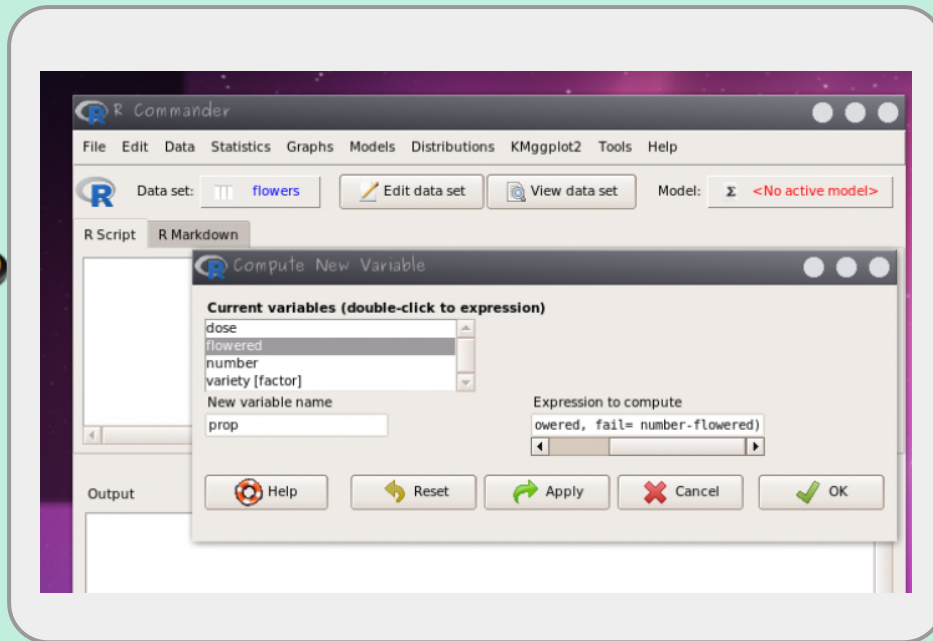 R Commander
File Edit Data Statistics Graphs Models Distributions KMggplot2 Tools Help
R Data set: flowers Edit data set View data set Model: Σ <No active model>
R Script R Markdown
Compute New Variable
Current variables (double-click to expression)
dose
flowered
number
variety [factor]
New variable name Expression to compute
prop owered, fail= number-flowered)
Output Help Reset Apply Cancel OK